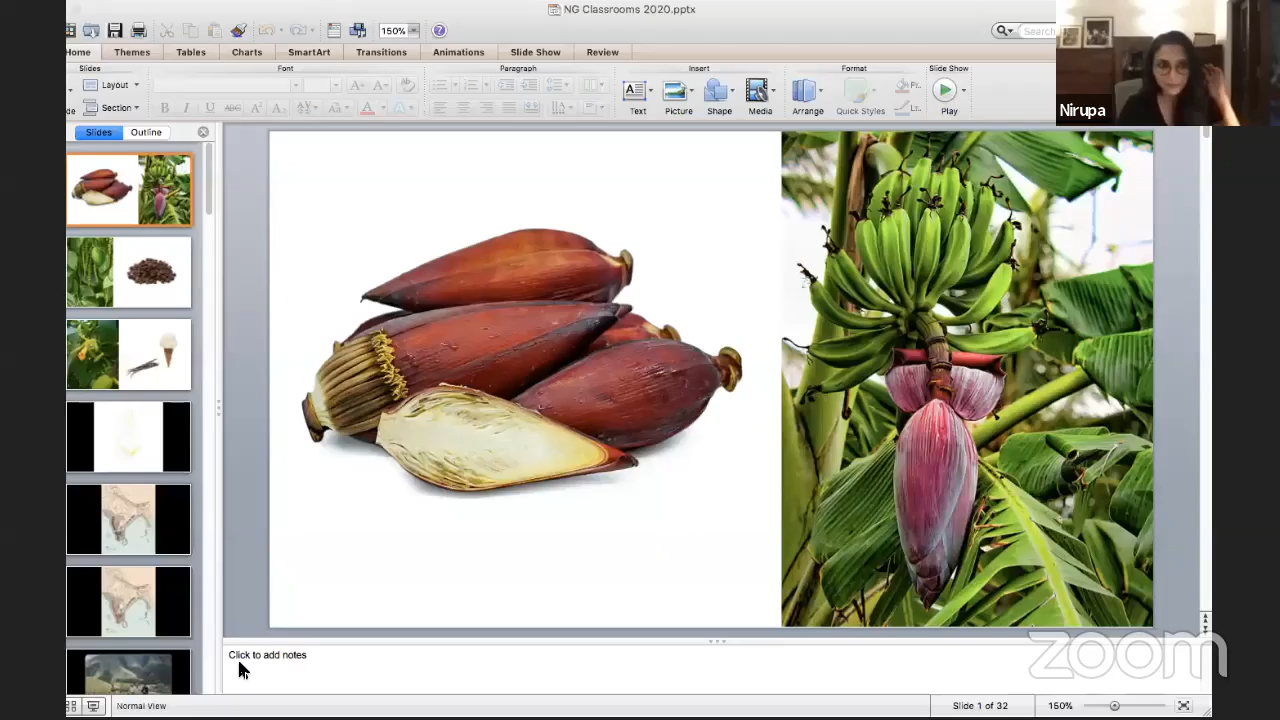 NG Classrooms 2020.pptx
150%
Search
Home Themes Tables Charts SmartArt Transitions Animations Slide Show Review
Slides Font Paragraph Insert Format Slide Show
Layout
Section
B I U ABC
Text Picture Shape Media Arrange Quick Styles Play
Nirupa
Slides Outline
Click to add notes
zoom
Normal View Slide 1 of 32 150%